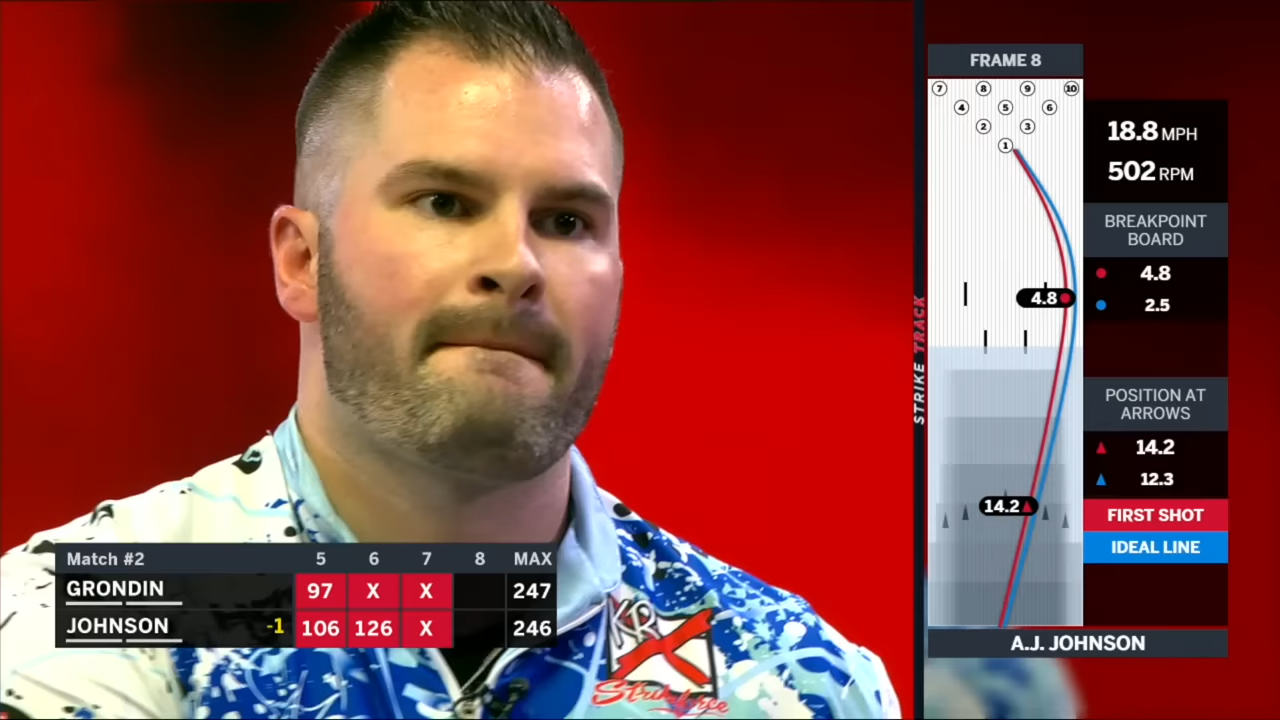 Match #2 5 6 7 8 MAX
GRONDIN 97 X X 247
JOHNSON -1 106 126 X 246
KR
Strikeforce
STRIKE TRACK
FRAME 8
7 8 9 10
4 5 6
2 3
1
4.8
14.2
18.8 MPH
502 RPM
BREAKPOINT
BOARD
4.8
2.5
POSITION AT
ARROWS
14.2
12.3
FIRST SHOT
IDEAL LINE
A.J. JOHNSON